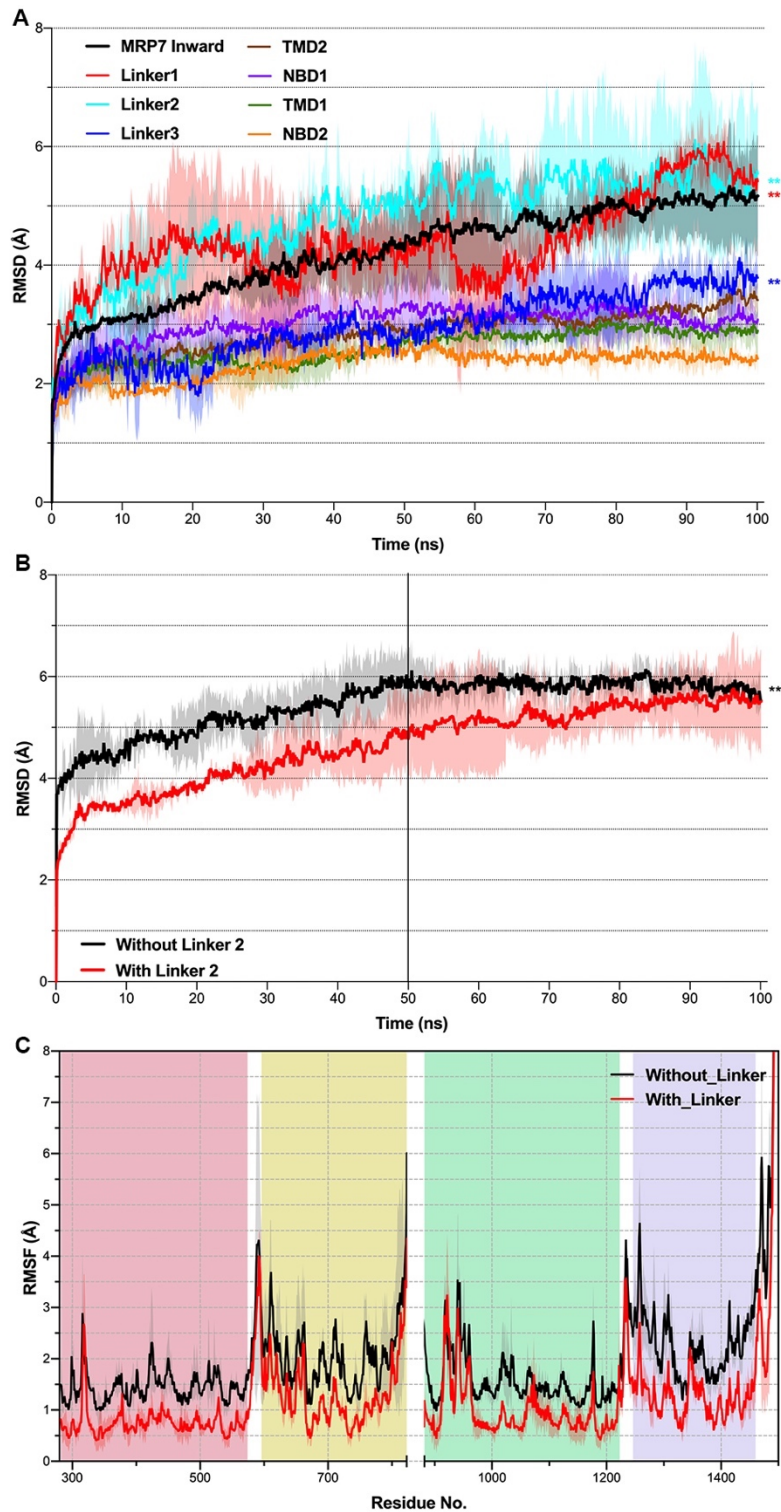 A
8
MRP7 Inward
TMD2
Linker1
NBD1
Linker2
TMD1
Linker3
NBD2
6
**
**
RMSD (Å)
4
**
2
0
0 10 20 30 40 50 60 70 80 90 100
Time (ns)
B
8
6
**
RMSD (Å)
4
2
Without Linker 2
With Linker 2
0
0 10 20 30 40 50 60 70 80 90 100
Time (ns)
C
8
Without_Linker
7
With_Linker
6
5
RMSF (Å)
4
3
2
1
0
300 500 700 1000 1200 1400
Residue No.